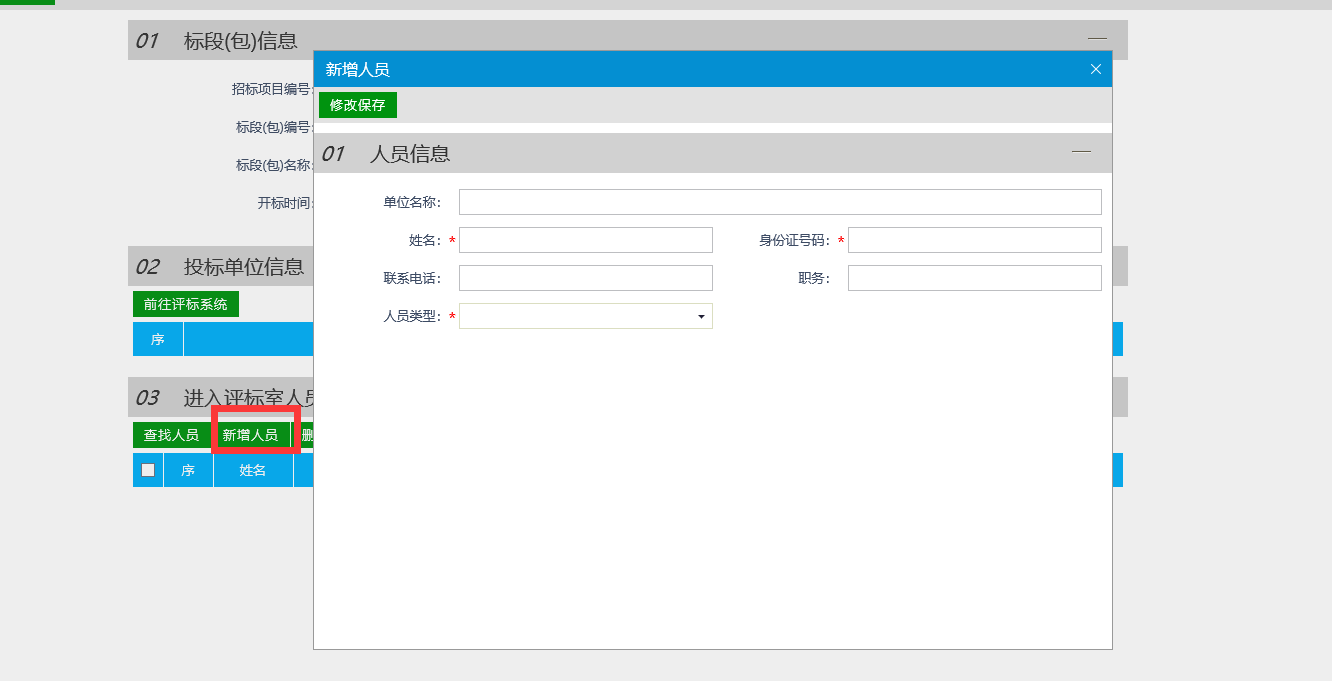 01 标段(包)信息
招标项目编号:
标段(包)编号:
标段(包)名称:
开标时间:
02 投标单位信息
前往评标系统
序
03 进入评标室人员
查找人员 新增人员 删
序 姓名
新增人员
修改保存
01 人员信息
单位名称:
姓名: * 身份证号码: *
联系电话: 职务:
人员类型: *